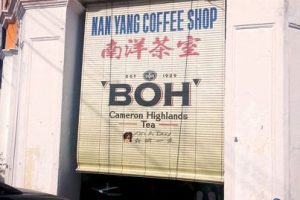 NAN YANG COFFEE SHOP
南洋茶室
EST 1929
BOH
Cameron Highlands
Tea